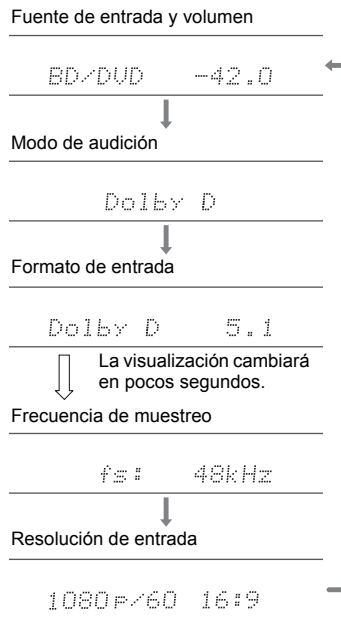 Fuente de entrada y volumen
BD/DVD -42.0
Modo de audición
Dolby D
Formato de entrada
Dolby D 5.1
La visualización cambiará
en pocos segundos.
Frecuencia de muestreo
fs: 48kHz
Resolución de entrada
1080p/60 16:9